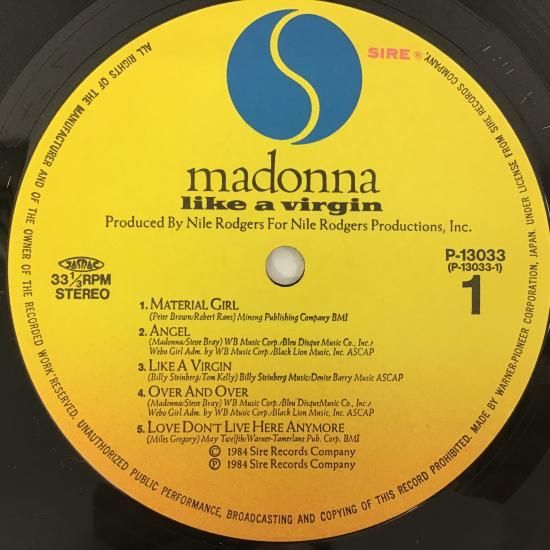 SIRE ®
madonna
like a virgin
Produced By Nile Rodgers For Nile Rodgers Productions, Inc.
JASRAC
33 1/3 RPM
STEREO
P-13033
(P-13033-1)
1
1. MATERIAL GIRL
(Peter Brown/Robert Rans) Minong Publishing Company BMI
2. ANGEL
(Madonna/Steve Bray) WB Music Corp./Bleu Disque Music Co., Inc./
Webo Girl Adm. by WB Music Corp./Black Lion Music, Inc. ASCAP
3. LIKE A VIRGIN
(Billy Steinberg/Tom Kelly) Billy Steinberg Music/Denise Barry Music ASCAP
4. OVER AND OVER
(Madonna/Steve Bray) WB Music Corp./Bleu DisqueMusic Co., Inc./
Webo Girl Adm. by WB Music Corp./Black Lion Music, Inc. ASCAP
5. LOVE DON'T LIVE HERE ANYMORE
(Miles Gregory) May Twelfth/Warner-Tamerlane Pub. Corp. BMI
© 1984 Sire Records Company
℗ 1984 Sire Records Company
ALL RIGHTS OF THE MANUFACTURER AND OF THE OWNER OF THE RECORDED WORK RESERVED. UNAUTHORIZED PUBLIC PERFORMANCE, BROADCASTING AND COPYING OF THIS RECORD PROHIBITED. MADE BY WARNER-PIONEER CORPORATION, JAPAN. UNDER LICENSE FROM SIRE RECORDS COMPANY.